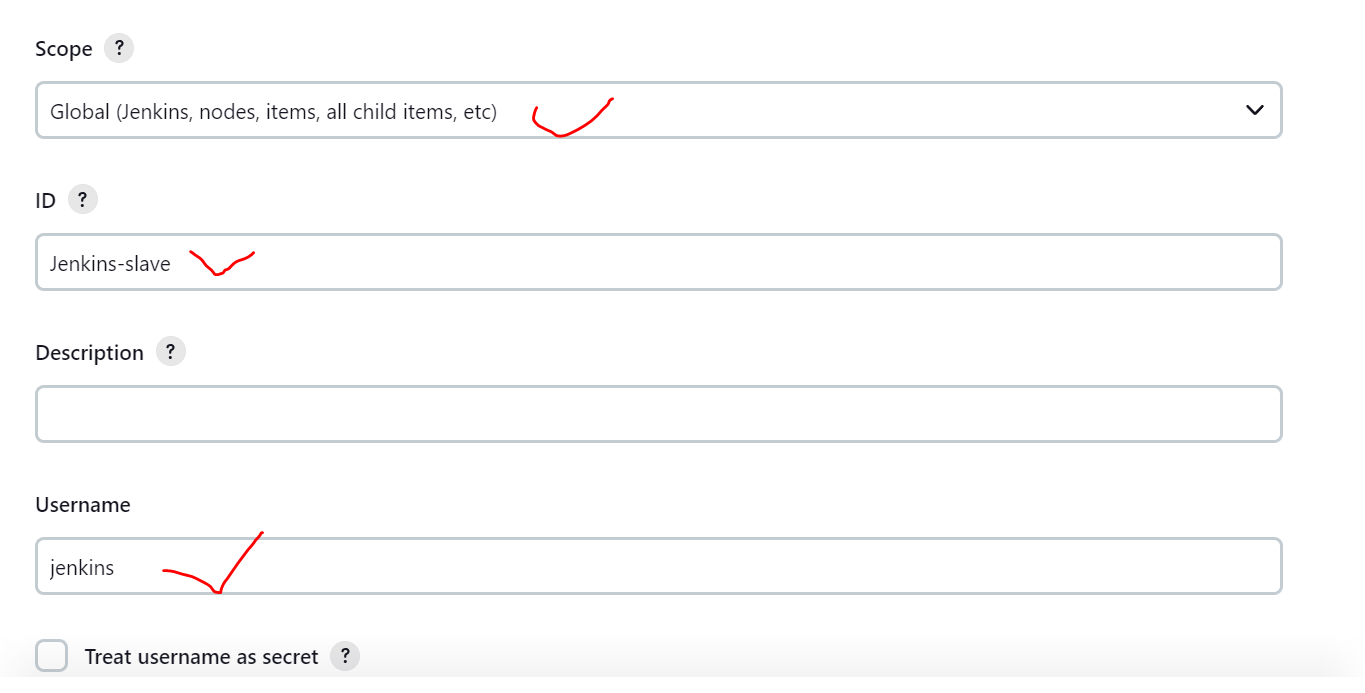 Scope ?
Global (Jenkins, nodes, items, all child items, etc)
ID ?
Jenkins-slave
Description ?
Username
jenkins
Treat username as secret ?